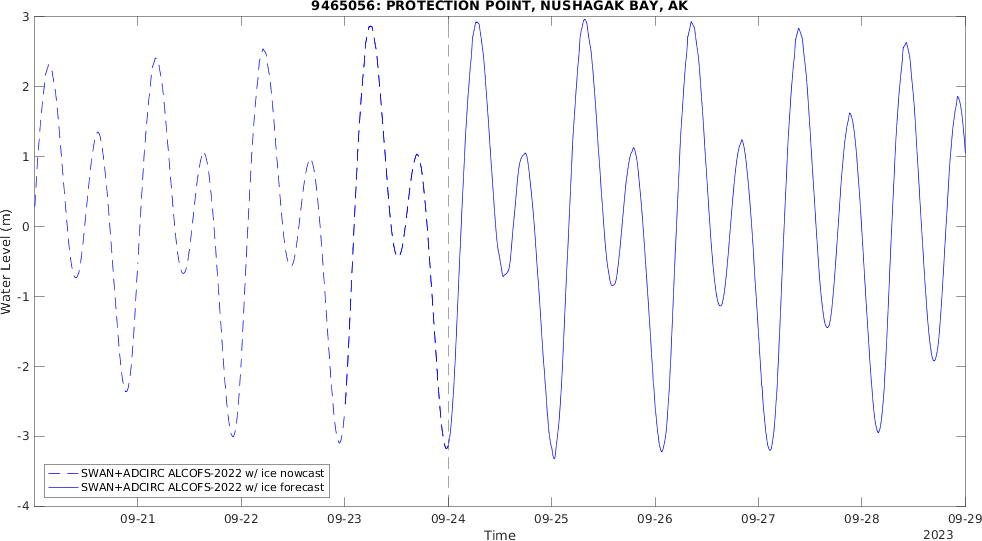 9465056: PROTECTION POINT, NUSHAGAK BAY, AK
3
2
1
0
-1
-2
-3
-4
Water Level (m)
SWAN+ADCIRC ALCOFS-2022 w/ ice nowcast
SWAN+ADCIRC ALCOFS-2022 w/ ice forecast
09-21 09-22 09-23 09-24 09-25 09-26 09-27 09-28 09-29
Time
2023